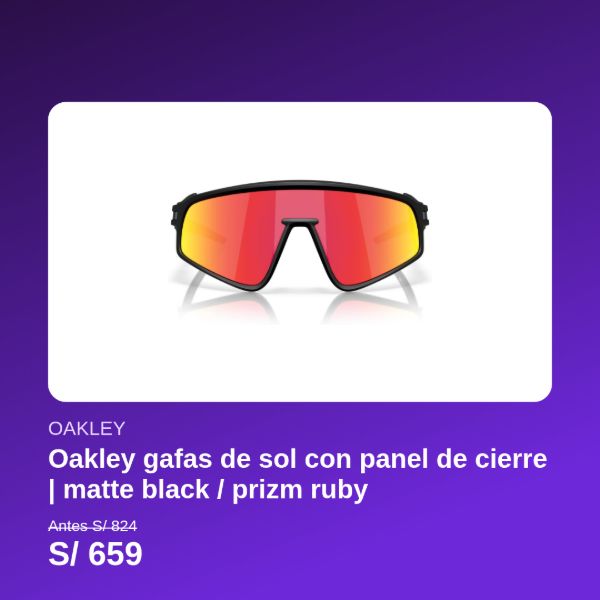 OAKLEY
Oakley gafas de sol con panel de cierre
| matte black / prizm ruby
Antes S/ 824
S/ 659